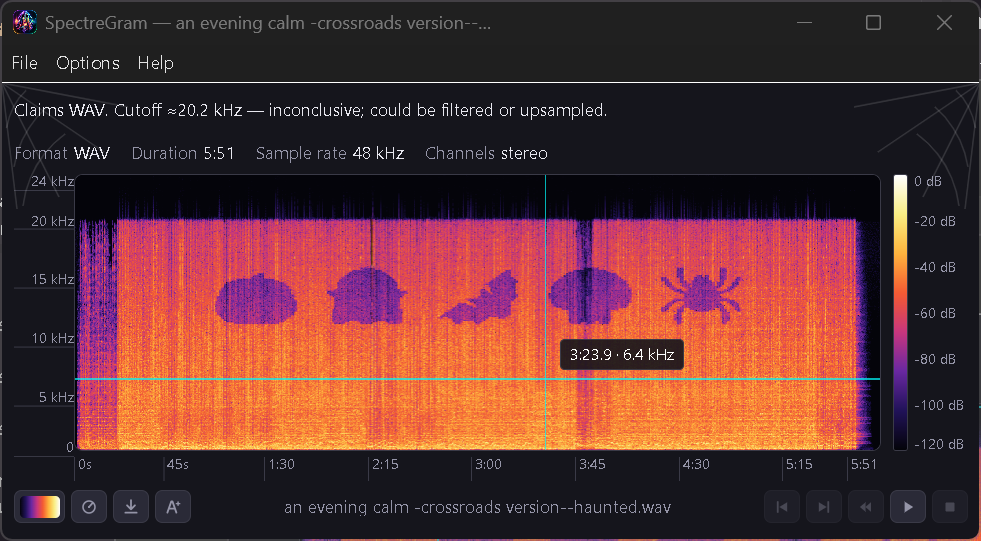 SpectreGram — an evening calm -crossroads version--...
File Options Help
Claims WAV. Cutoff ≈20.2 kHz — inconclusive; could be filtered or upsampled.
Format WAV Duration 5:51 Sample rate 48 kHz Channels stereo
24 kHz
20 kHz
15 kHz
10 kHz
5 kHz
0
3:23.9 · 6.4 kHz
0 dB
-20 dB
-40 dB
-60 dB
-80 dB
-100 dB
-120 dB
0s 45s 1:30 2:15 3:00 3:45 4:30 5:15 5:51
A+
an evening calm -crossroads version--haunted.wav